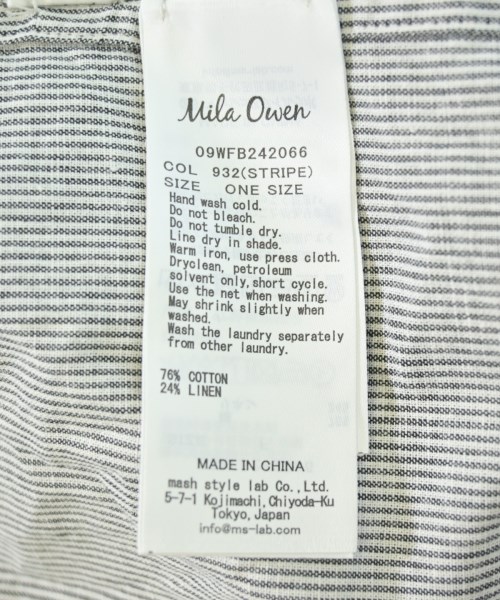 Mila Owen
09WFB242066
COL 932(STRIPE)
SIZE ONE SIZE
Hand wash cold.
Do not bleach.
Do not tumble dry.
Line dry in shade.
Warm iron, use press cloth.
Dryclean, petroleum
solvent only,short cycle.
Use the net when washing.
May shrink slightly when
washed.
Wash the laundry separately
from other laundry.
76% COTTON
24% LINEN
MADE IN CHINA
mash style lab Co.,Ltd.
5-7-1 Kojimachi,Chiyoda-Ku
Tokyo,Japan
info@ms-lab.com